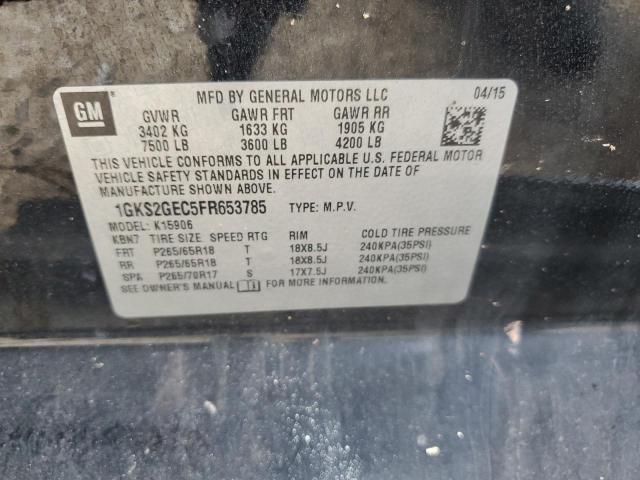 GM
MFD BY GENERAL MOTORS LLC 04/15
GVWR GAWR FRT GAWR RR
3402 KG 1633 KG 1905 KG
7500 LB 3600 LB 4200 LB
THIS VEHICLE CONFORMS TO ALL APPLICABLE U.S. FEDERAL MOTOR
VEHICLE SAFETY STANDARDS IN EFFECT ON THE DATE OF
MANUFACTURE SHOWN ABOVE.
1GKS2GEC5FR653785 TYPE: M.P.V.
MODEL: K15906
KBN7 TIRE SIZE SPEED RTG RIM COLD TIRE PRESSURE
FRT P265/65R18 T 18X8.5J 240KPA(35PSI)
RR P265/65R18 T 18X8.5J 240KPA(35PSI)
SPA P265/70R17 S 17X7.5J 240KPA(35PSI)
SEE OWNER'S MANUAL FOR MORE INFORMATION.